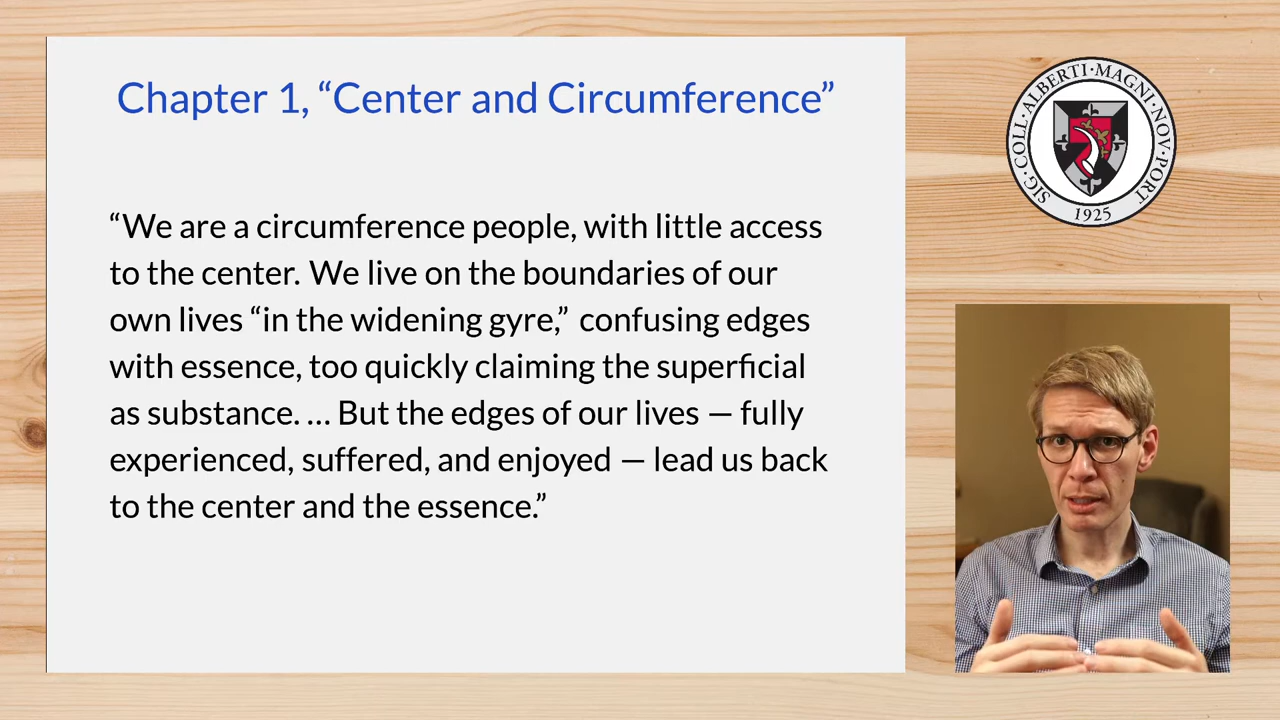 Chapter 1, “Center and Circumference”
“We are a circumference people, with little access
to the center. We live on the boundaries of our
own lives “in the widening gyre,” confusing edges
with essence, too quickly claiming the superficial
as substance. ... But the edges of our lives — fully
experienced, suffered, and enjoyed — lead us back
to the center and the essence.”
SIG·COLL·ALBERTI·MAGNI·NOV·PORT
1925